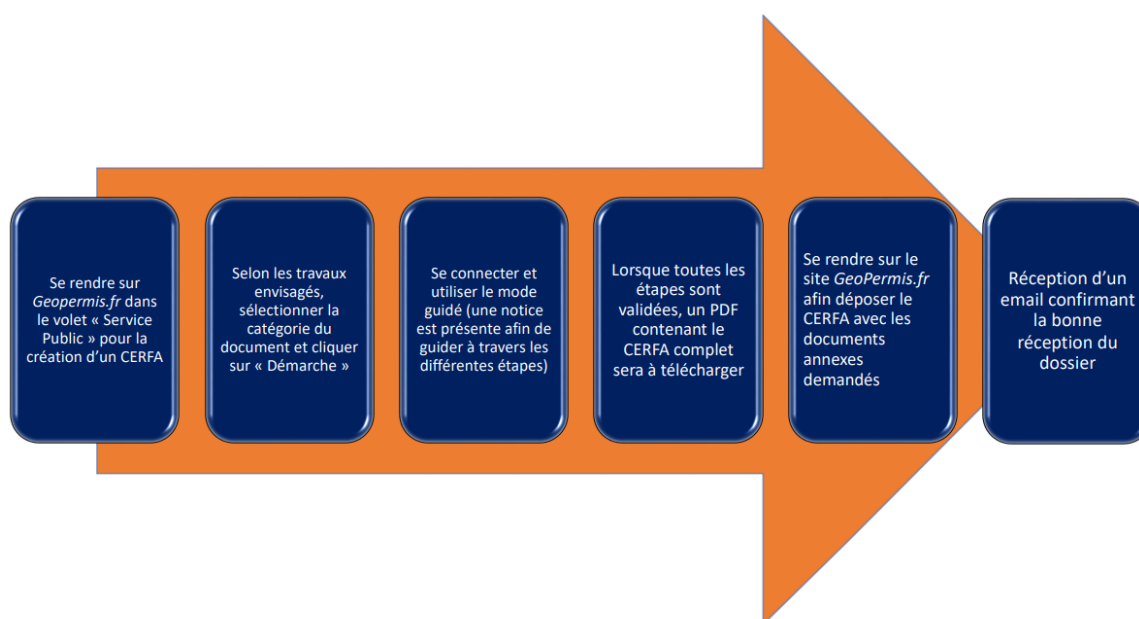 Se rendre sur
Geopermis.fr dans
le volet « Service
Public » pour la
création d’un CERFA
Selon les travaux
envisagés,
sélectionner la
catégorie du
document et cliquer
sur « Démarche »
Se connecter et
utiliser le mode
guidé (une notice
est présente afin de
guider à travers les
différentes étapes)
Lorsque toutes les
étapes sont
validées, un PDF
contenant le
CERFA complet
sera à télécharger
Se rendre sur le
site GeoPermis.fr
afin déposer le
CERFA avec les
documents
annexes
demandés
Réception d’un
email confirmant
la bonne
réception du
dossier